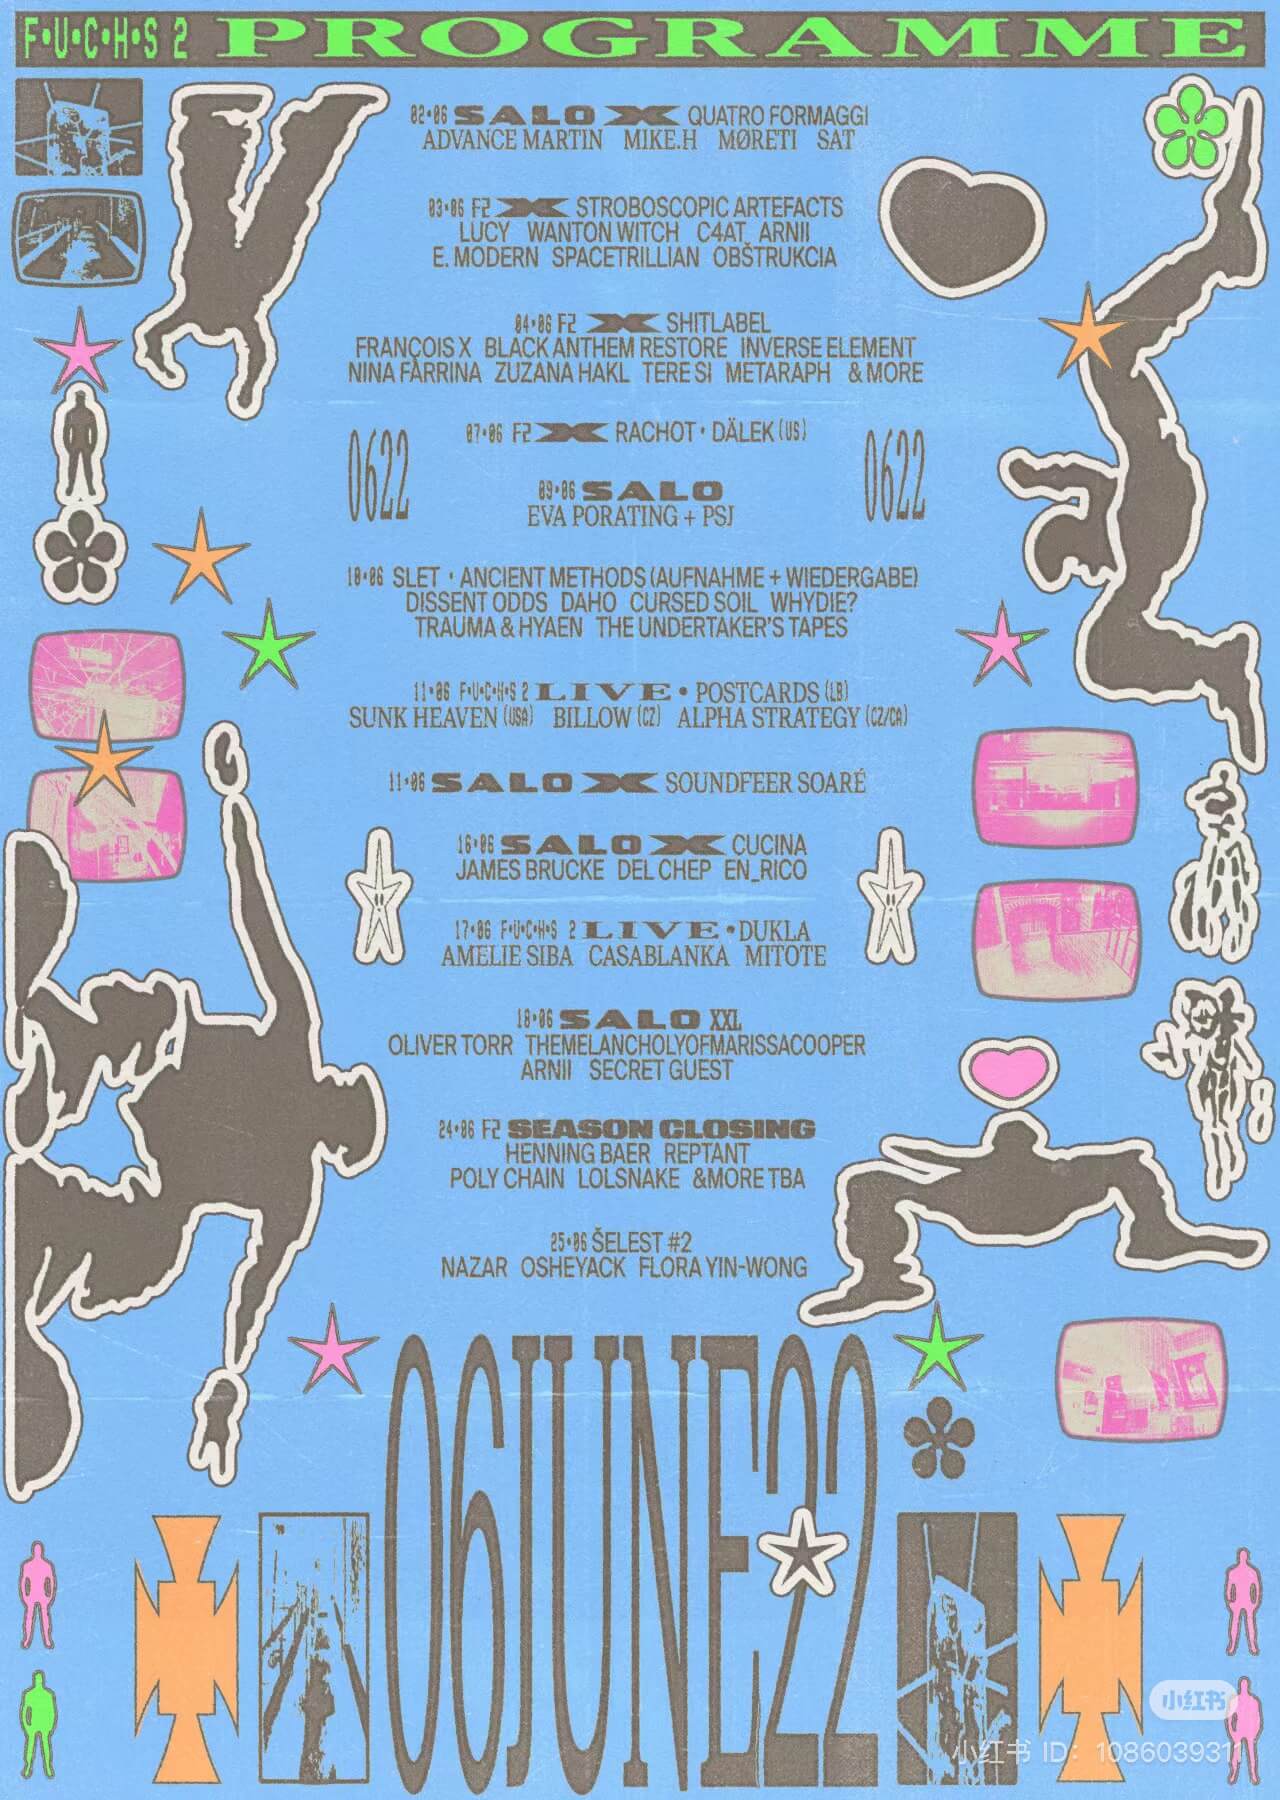 F•U•C•H•S 2 PROGRAMME
02•06 SALO X QUATRO FORMAGGI
ADVANCE MARTIN MIKE.H MØRETI SAT
03•06 F2 X STROBOSCOPIC ARTEFACTS
LUCY WANTON WITCH C4AT ARNII
E. MODERN SPACETRILLIAN OBŠTRUKCIA
04•06 F2 X SHITLABEL
FRANÇOIS X BLACK ANTHEM RESTORE INVERSE ELEMENT
NINA FÅRRINA ZUZANA HAKL TERE SI METARAPH & MORE
07•06 F2 X RACHOT • DÄLEK (US)
0622 0622
09•06 SALO
EVA PORATING + PSJ
10•06 SLET • ANCIENT METHODS (AUFNAHME + WIEDERGABE)
DISSENT ODDS DAHO CURSED SOIL WHYDIE?
TRAUMA & HYAEN THE UNDERTAKER'S TAPES
11•06 F•U•C•H•S 2 LIVE • POSTCARDS (LB)
SUNK HEAVEN (USA) BILLOW (CZ) ALPHA STRATEGY (CZ/CA)
11•06 SALO X SOUNDFEER SOARÉ
16•06 SALO X CUCINA
JAMES BRUCKE DEL CHEP EN_RICO
17•06 F•U•C•H•S 2 LIVE • DUKLA
AMELIE SIBA CASABLANKA MITOTE
18•06 SALO XXL
OLIVER TORR THEMELANCHOLYOFMARISSACOOPER
ARNII SECRET GUEST
24•06 F2 SEASON CLOSING
HENNING BAER REPTANT
POLY CHAIN LOLSNAKE &MORE TBA
25•06 ŠELEST #2
NAZAR OSHEYACK FLORA YIN-WONG
06JUNE22
小红书
小红书 ID: 1086039311